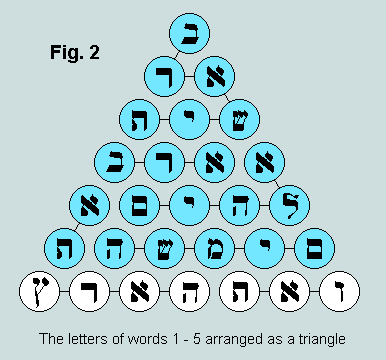 Fig. 2
ב
א ר
ש י ת
א א ר ב
ל ה י ם א
ם י מ ש ה ת
ו א ת ה א ר ץ
The letters of words 1 - 5 arranged as a triangle